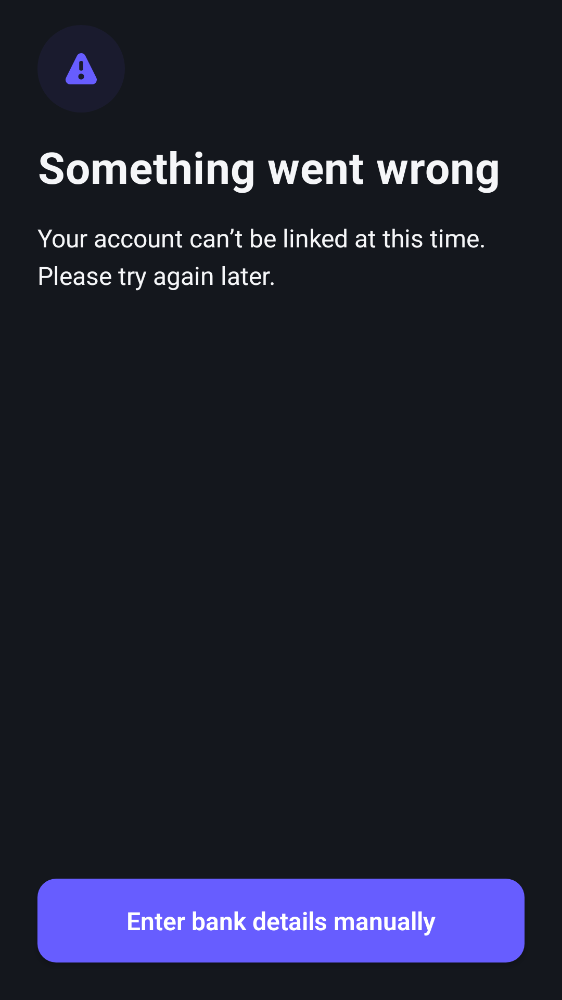 Something went wrong
Your account can’t be linked at this time.
Please try again later.
Enter bank details manually